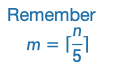 Remember
m = ⌈n/5⌉